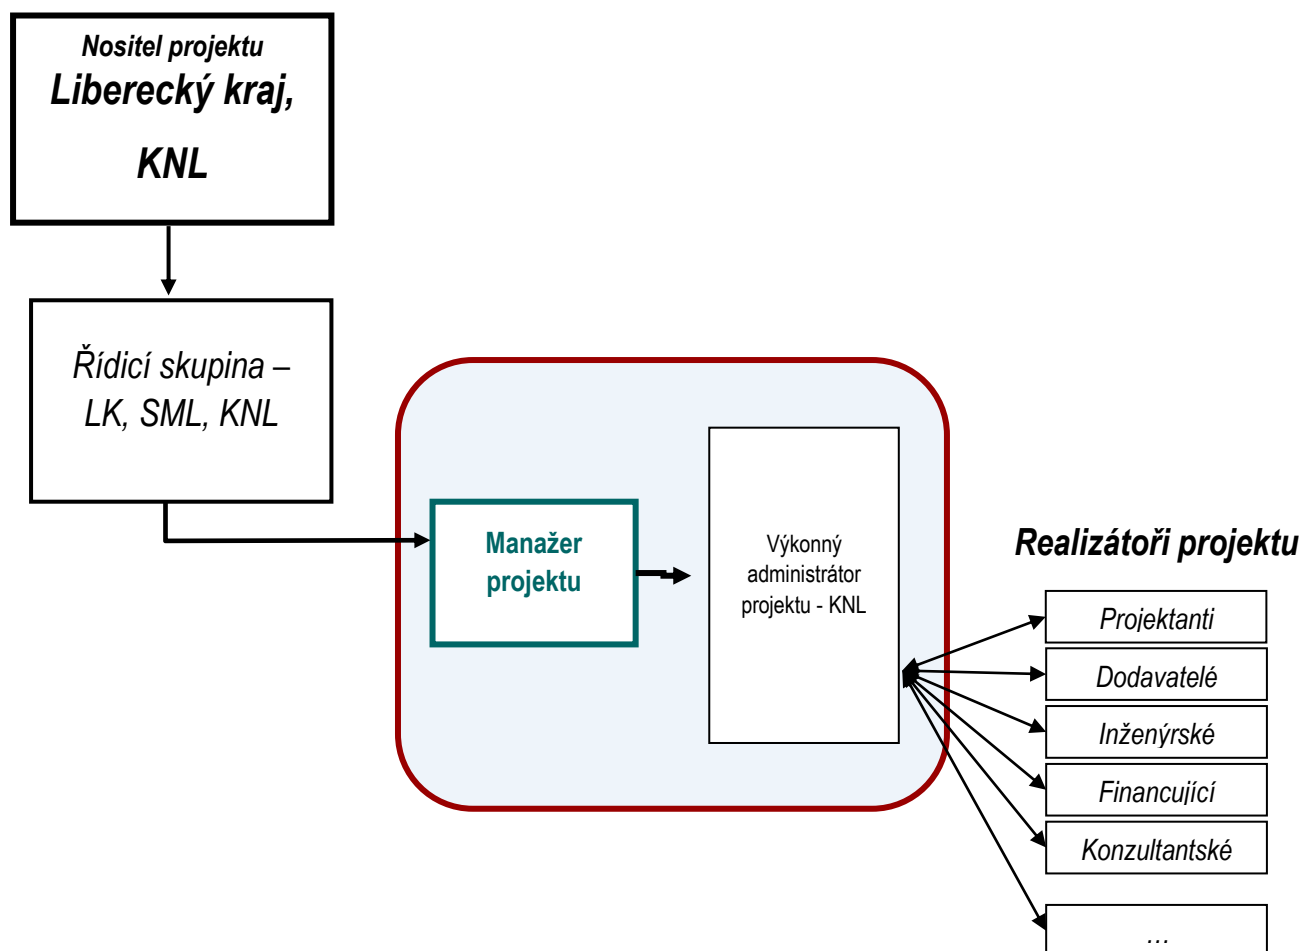 Nositel projektu
Liberecký kraj,
KNL
Řídicí skupina –
LK, SML, KNL
Manažer
projektu
Výkonný
administrátor
projektu - KNL
Realizátoři projektu
Projektanti
Dodavatelé
Inženýrské
Financující
Konzultantské
...